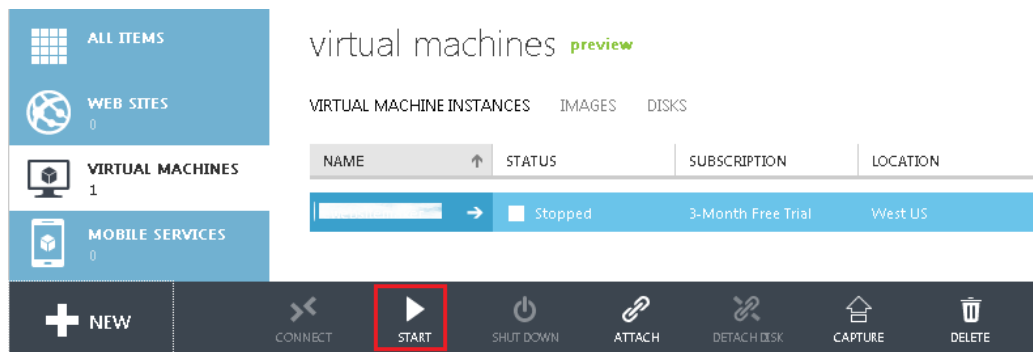 ALL ITEMS
WEB SITES
0
VIRTUAL MACHINES
1
MOBILE SERVICES
0
virtual machines preview
VIRTUAL MACHINE INSTANCES IMAGES DISKS
NAME STATUS SUBSCRIPTION LOCATION
Stopped 3-Month Free Trial West US
NEW
CONNECT START SHUT DOWN ATTACH DETACH DISK CAPTURE DELETE